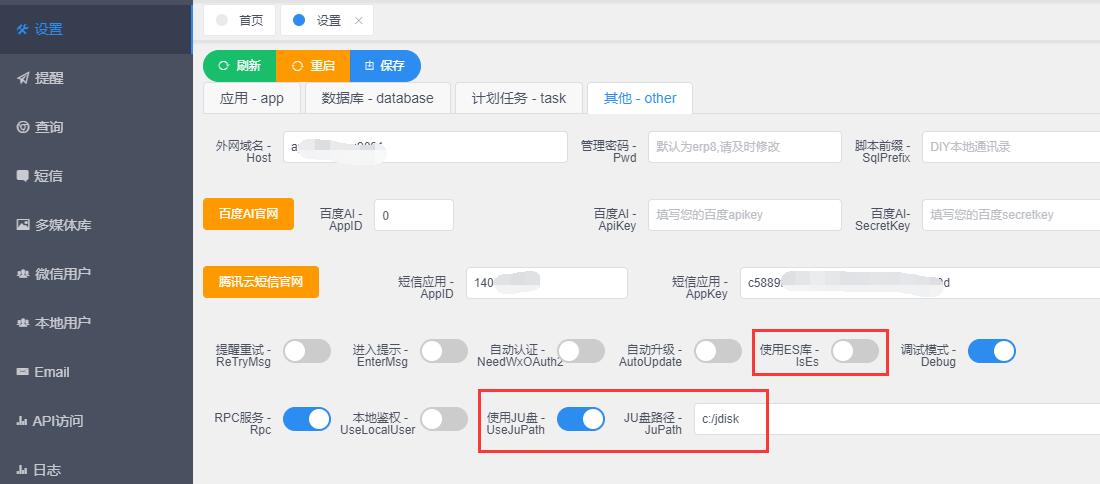 设置
提醒
查询
短信
多媒体库
微信用户
本地用户
Email
API访问
日志
首页
设置
刷新
重启
保存
应用 - app
数据库 - database
计划任务 - task
其他 - other
外网域名 -
Host
管理密码 -
Pwd
默认为erp8,请及时修改
脚本前缀 -
SqlPrefix
DIY本地通讯录
百度AI官网
百度AI -
AppID
0
百度AI -
ApiKey
填写您的百度apikey
百度AI-
SecretKey
填写您的百度secretkey
腾讯云短信官网
短信应用 -
AppID
140
短信应用 -
AppKey
c5889
提醒重试 -
ReTryMsg
进入提示 -
EnterMsg
自动认证 -
NeedWxOAuth2
自动升级 -
AutoUpdate
使用ES库 -
IsEs
调试模式 -
Debug
RPC服务 -
Rpc
本地鉴权 -
UseLocalUser
使用JU盘 -
UseJuPath
JU盘路径 -
JuPath
c:/jdisk